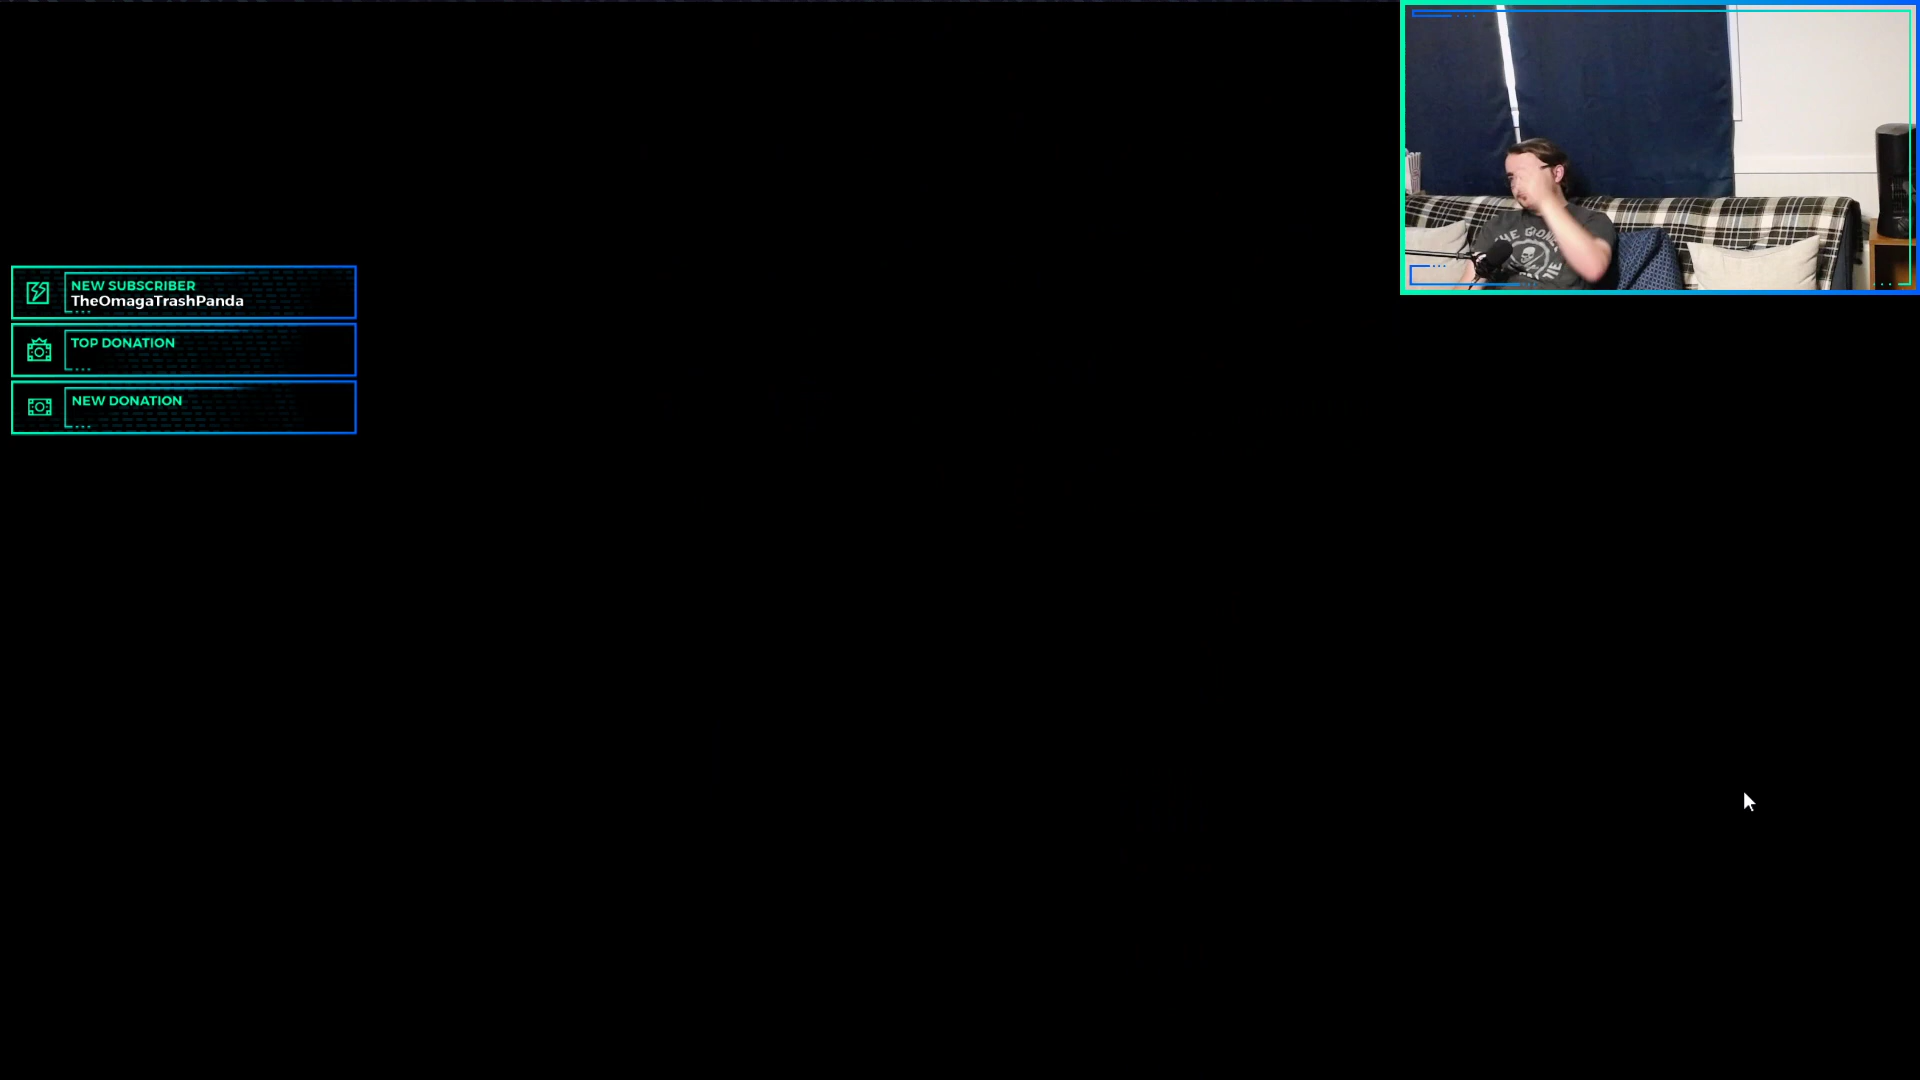 NEW SUBSCRIBER
TheOmagaTrashPanda
TOP DONATION
NEW DONATION